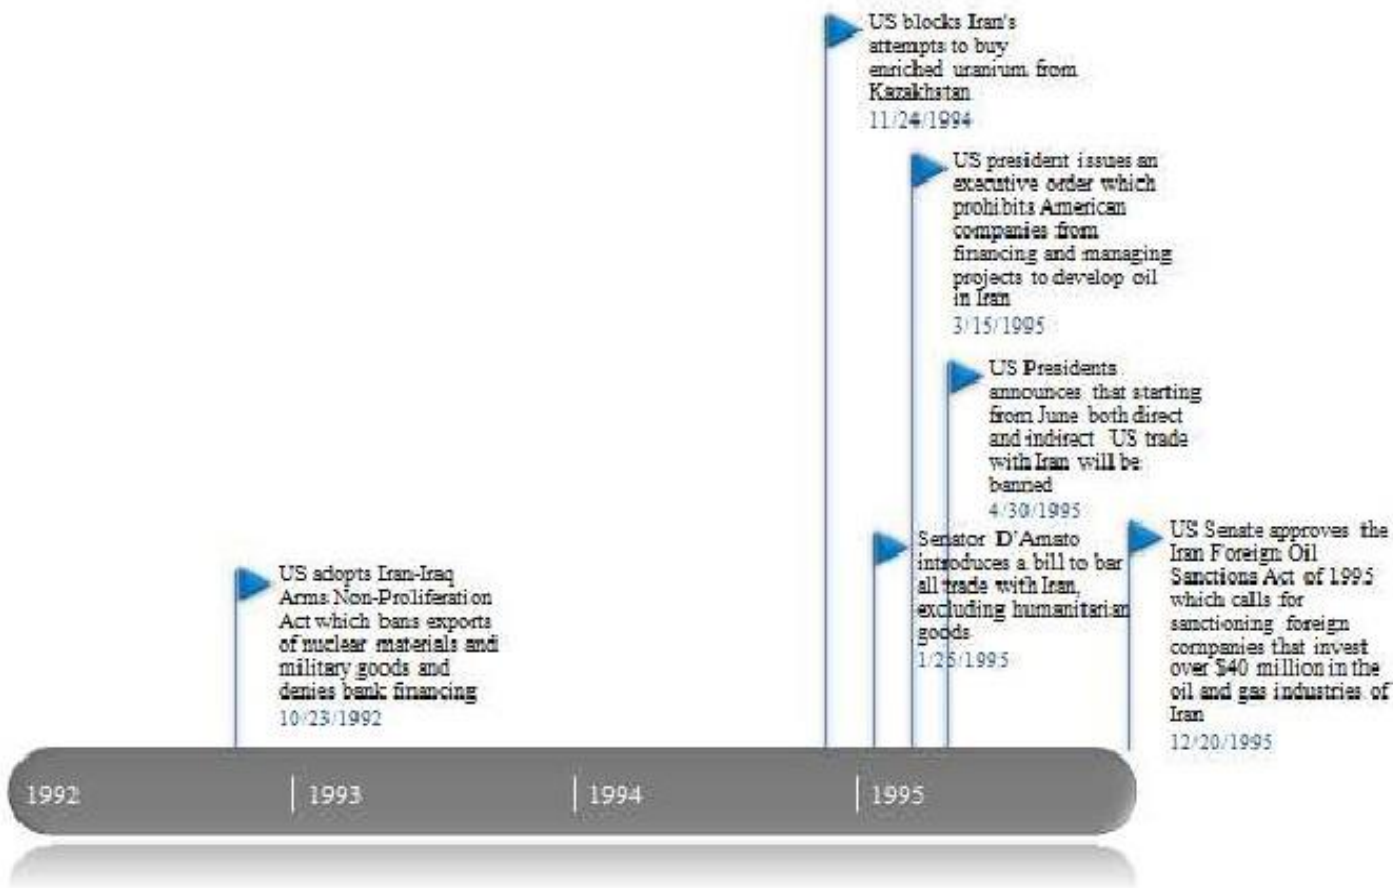 US blocks Iran's
attempts to buy
enriched uranium from
Kazakhstan
11/24/1994
US president issues an
executive order which
prohibits American
companies from
financing and managing
projects to develop oil
in Iran
3/15/1995
US Presidents
announces that starting
from June both direct
and indirect US trade
with Iran will be
banned
4/30/1995
Senator D'Amato
introduces a bill to bar
all trade with Iran,
excluding humanitarian
goods
1/25/1995
US Senate approves the
Iran Foreign Oil
Sanctions Act of 1995
which calls for
sanctioning foreign
companies that invest
over $40 million in the
oil and gas industries of
Iran
12/20/1995
US adopts Iran-Iraq
Arms Non-Proliferation
Act which bans exports
of nuclear materials and
military goods and
denies bank financing
10/23/1992
1992
1993
1994
1995